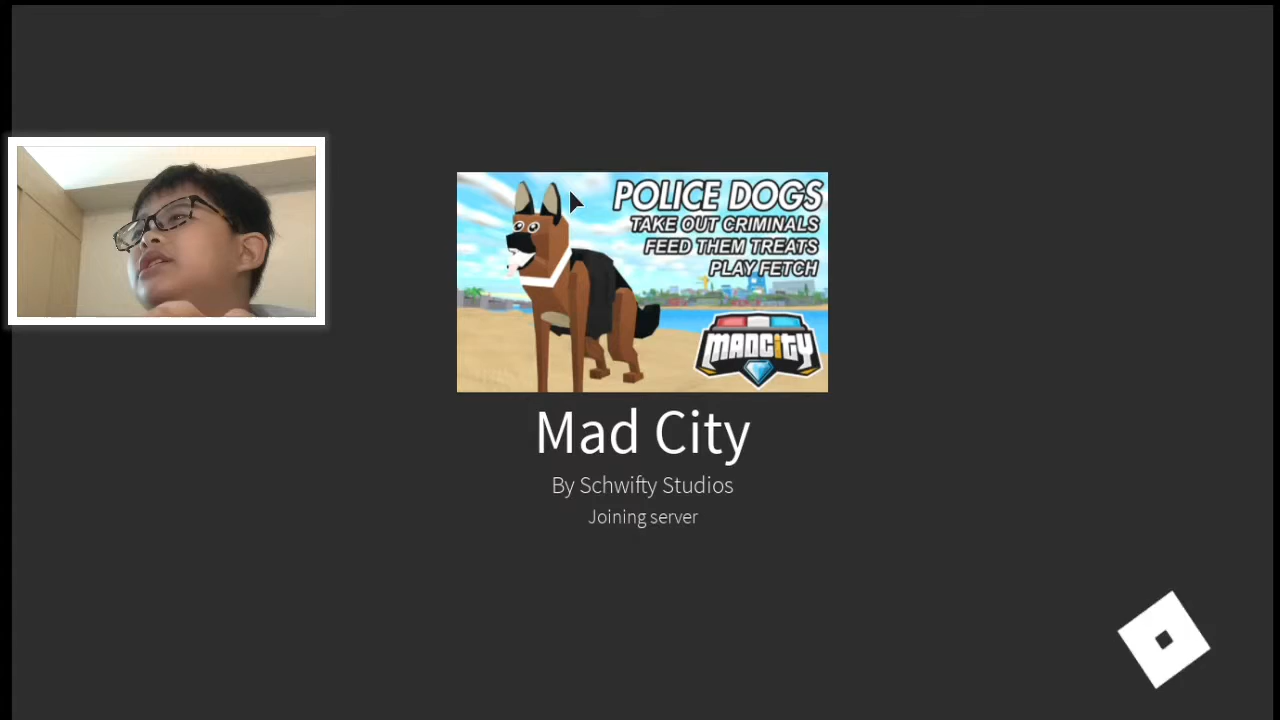 POLICE DOGS
TAKE OUT CRIMINALS
FEED THEM TREATS
PLAY FETCH
MADCiTY
Mad City
By Schwifty Studios
Joining server